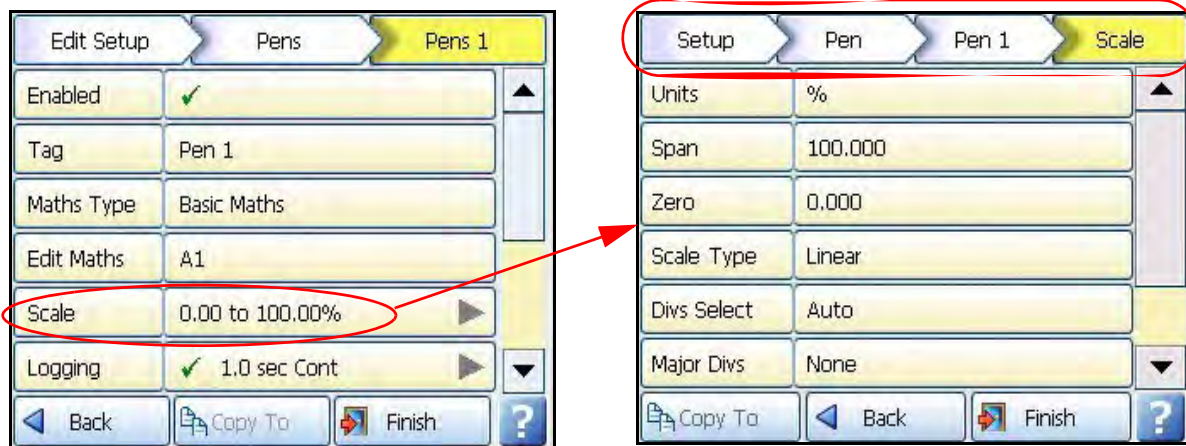 Edit Setup Pens Pens 1
Enabled
Tag Pen 1
Maths Type Basic Maths
Edit Maths A1
Scale 0.00 to 100.00%
Logging 1.0 sec Cont
Back Copy To Finish ?
Setup Pen Pen 1 Scale
Units %
Span 100.000
Zero 0.000
Scale Type Linear
Divs Select Auto
Major Divs None
Copy To Back Finish ?